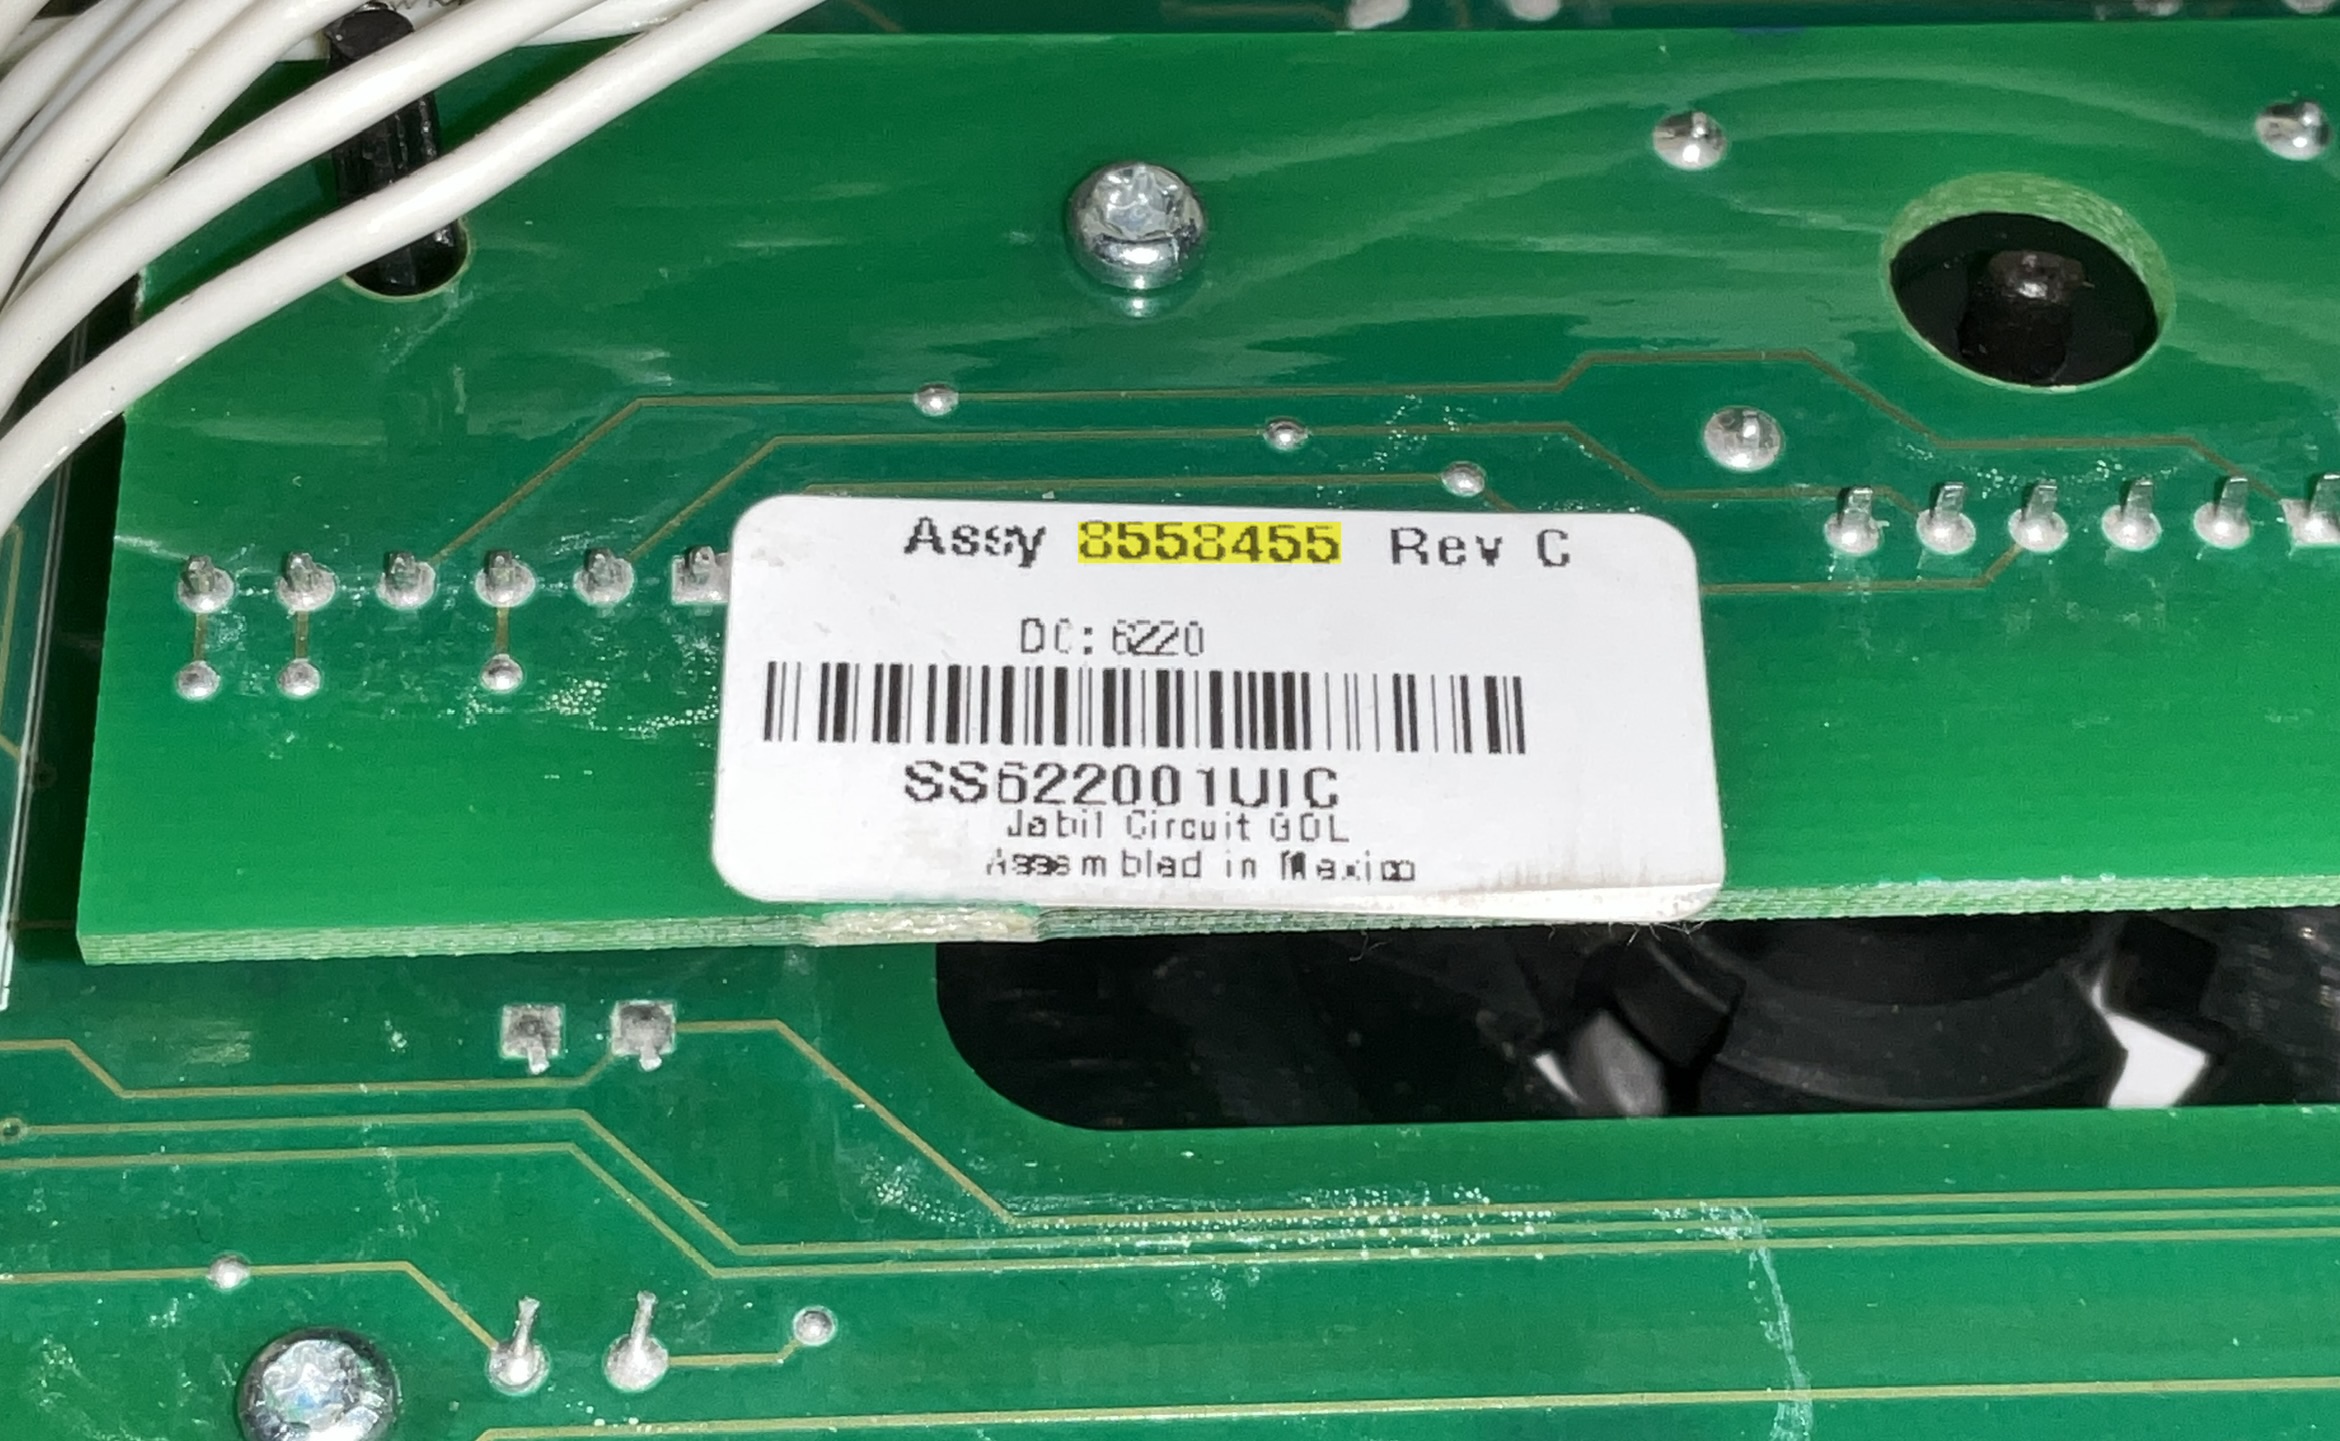 Assy 8558455 Rev C
DC: 6220
SS622001UIC
Jabil Circuit GDL
Assembled in Mexico